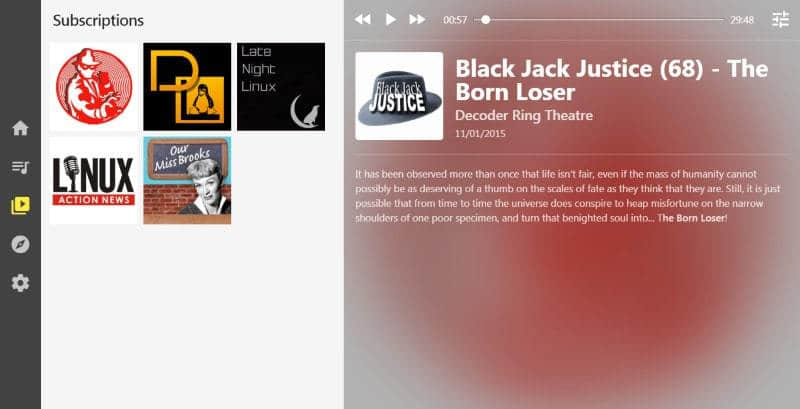 Subscriptions
Late
Night
Linux
DL
LINUX
ACTION NEWS
Our
Miss Brooks
00:57
29:48
Black Jack
JUSTICE
Black Jack Justice (68) - The
Born Loser
Decoder Ring Theatre
11/01/2015
It has been observed more than once that life isn't fair, even if the mass of humanity cannot
possibly be as deserving of a thumb on the scales of fate as they think that they are. Still, it is just
possible that from time to time the universe does conspire to heap misfortune on the narrow
shoulders of one poor specimen, and turn that benighted soul into... The Born Loser!